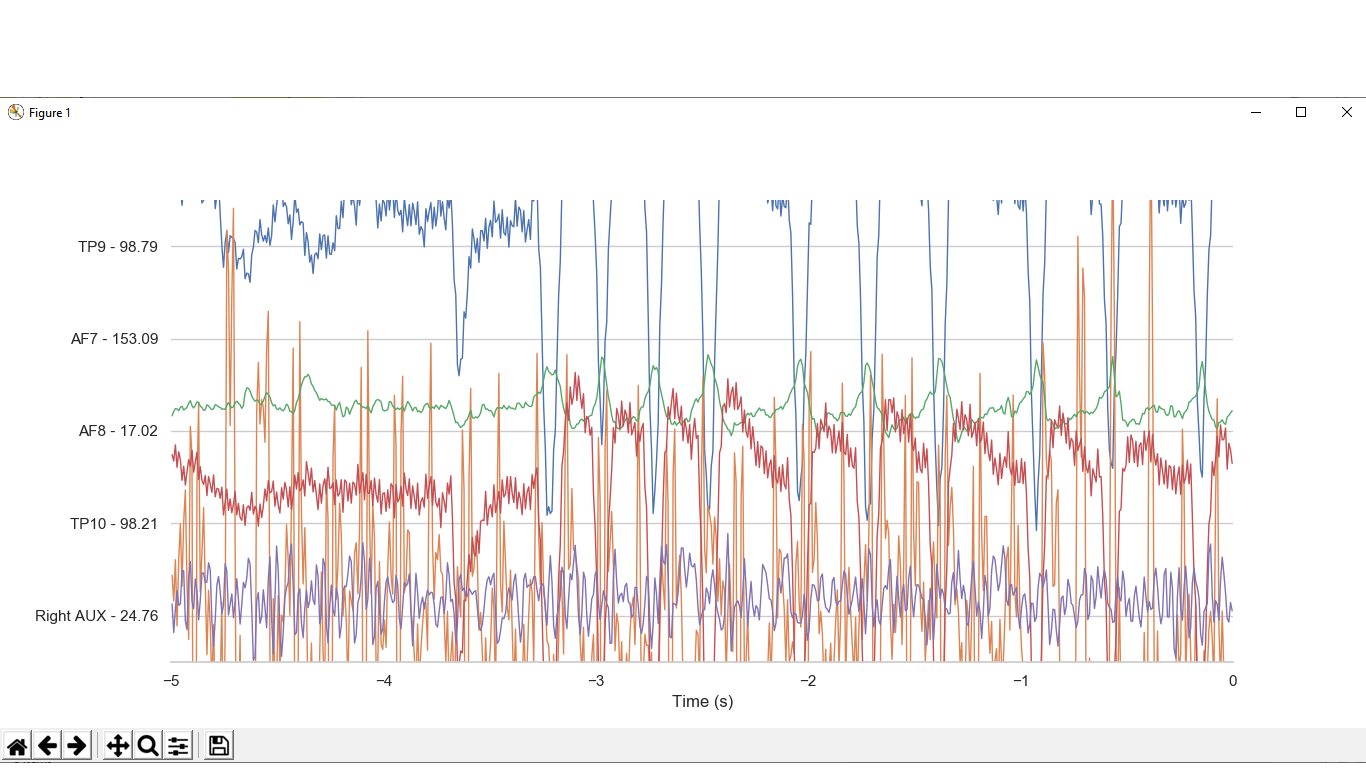 Figure 1
TP9 - 98.79
AF7 - 153.09
AF8 - 17.02
TP10 - 98.21
Right AUX - 24.76
−5 −4 −3 −2 −1 0
Time (s)